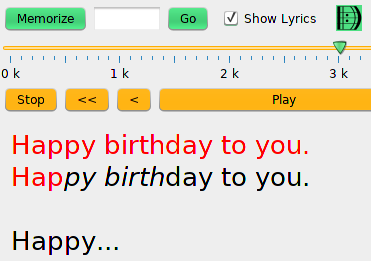 Memorize Go Show Lyrics
0 k 1 k 2 k 3 k
Stop << < Play
Happy birthday to you.
Happy birthday to you.
Happy...